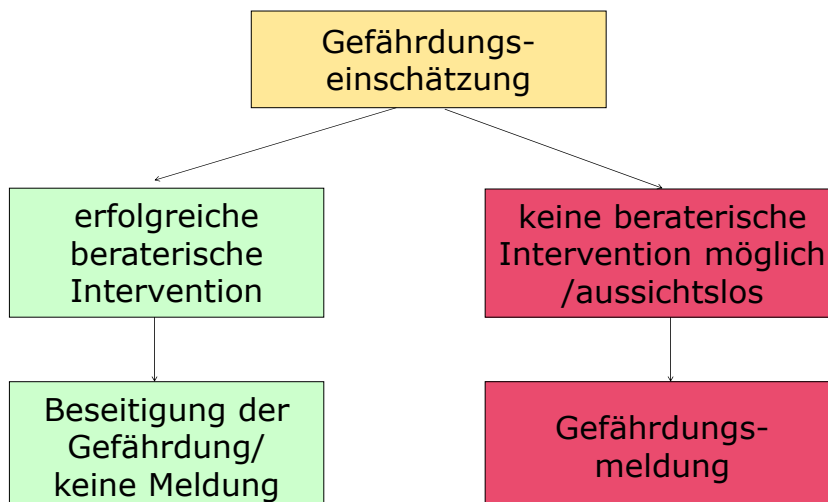 Gefährdungs-
einschätzung
erfolgreiche
beraterische
Intervention
keine beraterische
Intervention möglich
/aussichtslos
Beseitigung der
Gefährdung/
keine Meldung
Gefährdungs-
meldung